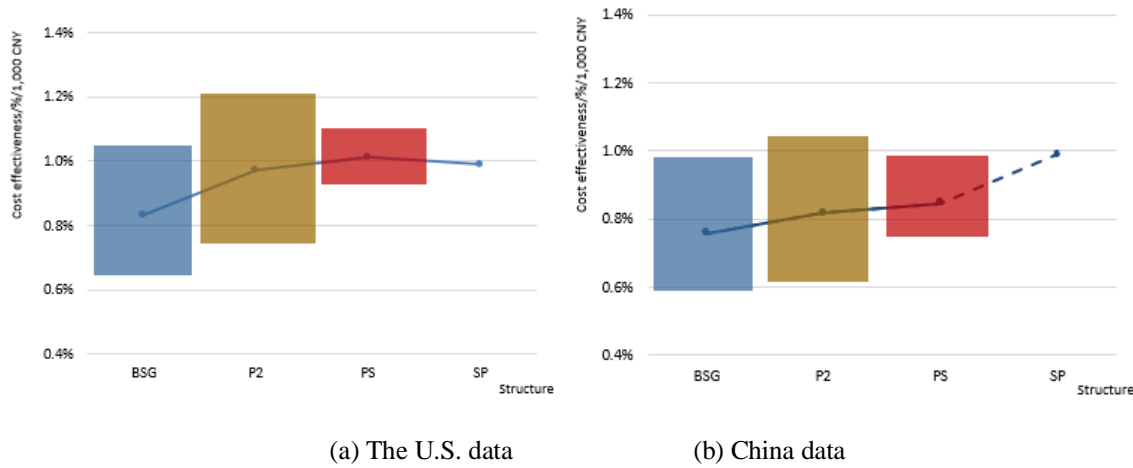 Cost effectiveness/%/1,000 CNY
1.4%
1.2%
1.0%
0.8%
0.6%
0.4%
BSG P2 PS SP
Structure
(a) The U.S. data
Cost effectiveness/%/1,000 CNY
1.4%
1.2%
1.0%
0.8%
0.6%
0.4%
BSG P2 PS SP
Structure
(b) China data